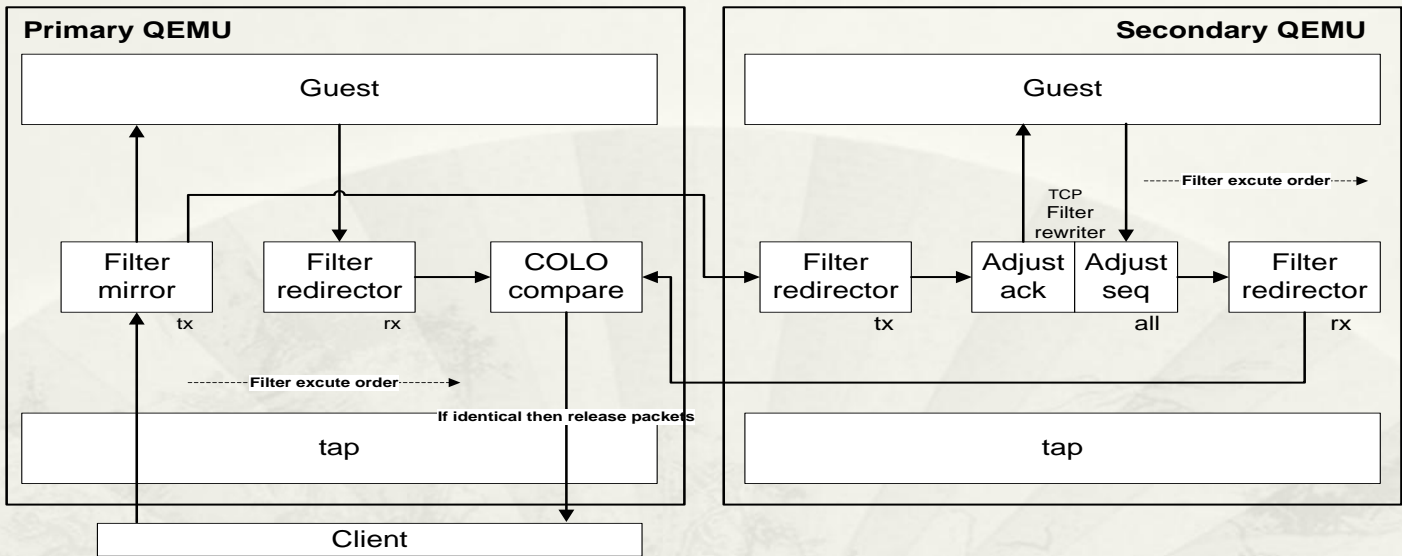 Primary QEMU
Guest
Filter
mirror
tx
Filter
redirector
rx
COLO
compare
Filter excute order
If identical then release packets
tap
Client
Secondary QEMU
Guest
Filter excute order
TCP
Filter
rewriter
Filter
redirector
tx
Adjust
ack
Adjust
seq
all
Filter
redirector
rx
tap